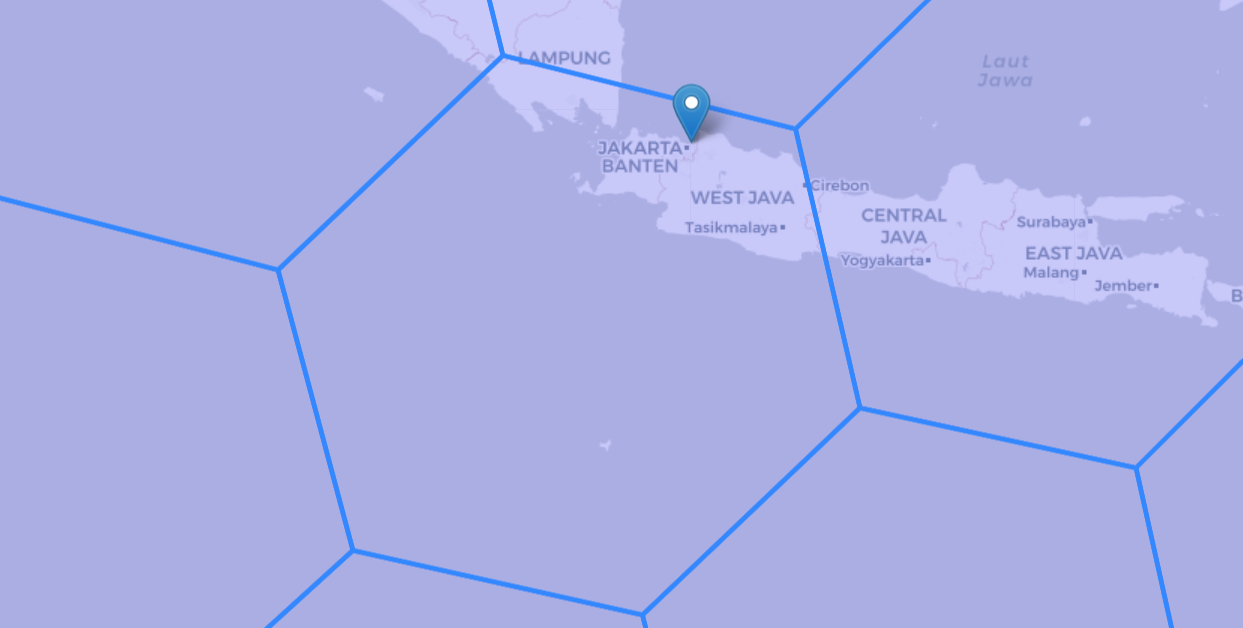 LAMPUNG
Laut
Jawa
JAKARTA
BANTEN
WEST JAVA
Cirebon
Tasikmalaya
CENTRAL
JAVA
Surabaya
Yogyakarta
EAST JAVA
Malang
Jember
B